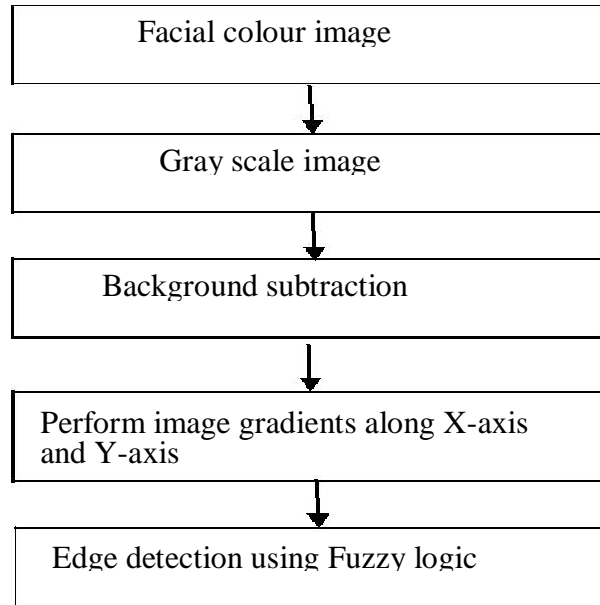 Facial colour image
Gray scale image
Background subtraction
Perform image gradients along X-axis
and Y-axis
Edge detection using Fuzzy logic